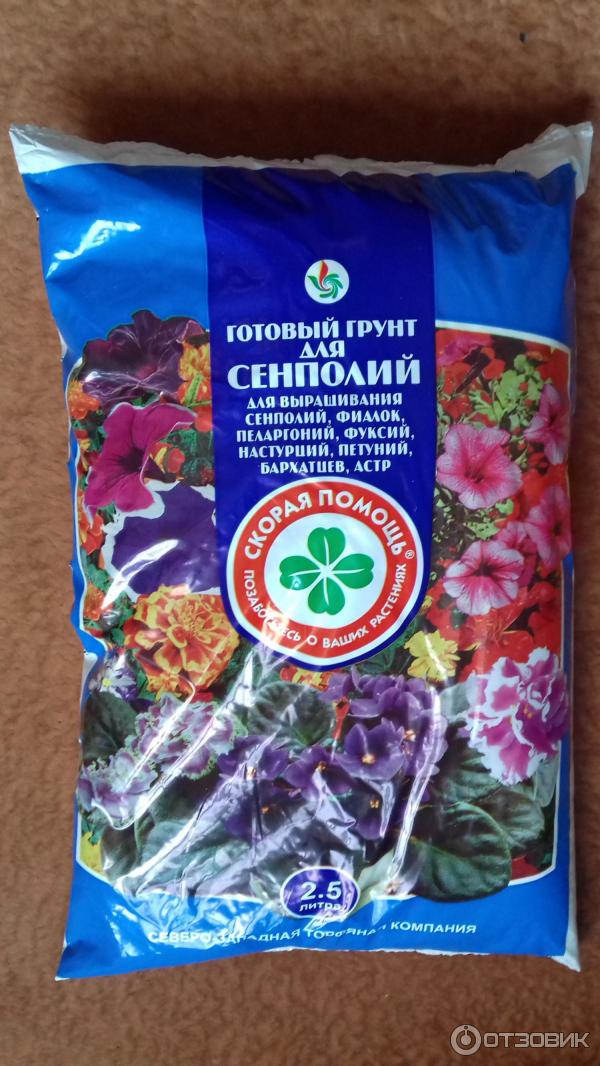 ГОТОВЫЙ ГРУНТ
ДЛЯ
СЕНПОЛИЙ
ДЛЯ ВЫРАЩИВАНИЯ
СЕНПОЛИЙ, ФИАЛОК,
ПЕЛАРГОНИЙ, ФУКСИЙ,
НАСТУРЦИЙ, ПЕТУНИЙ,
БАРХАТЦЕВ, АСТР
СКОРАЯ ПОМОЩЬ®
ПОЗАБОТЬТЕСЬ О ВАШИХ РАСТЕНИЯХ
2.5
ЛИТРА
СЕВЕРО-ЗАПАДНАЯ ТОРФЯНАЯ КОМПАНИЯ
ОТЗОВИК